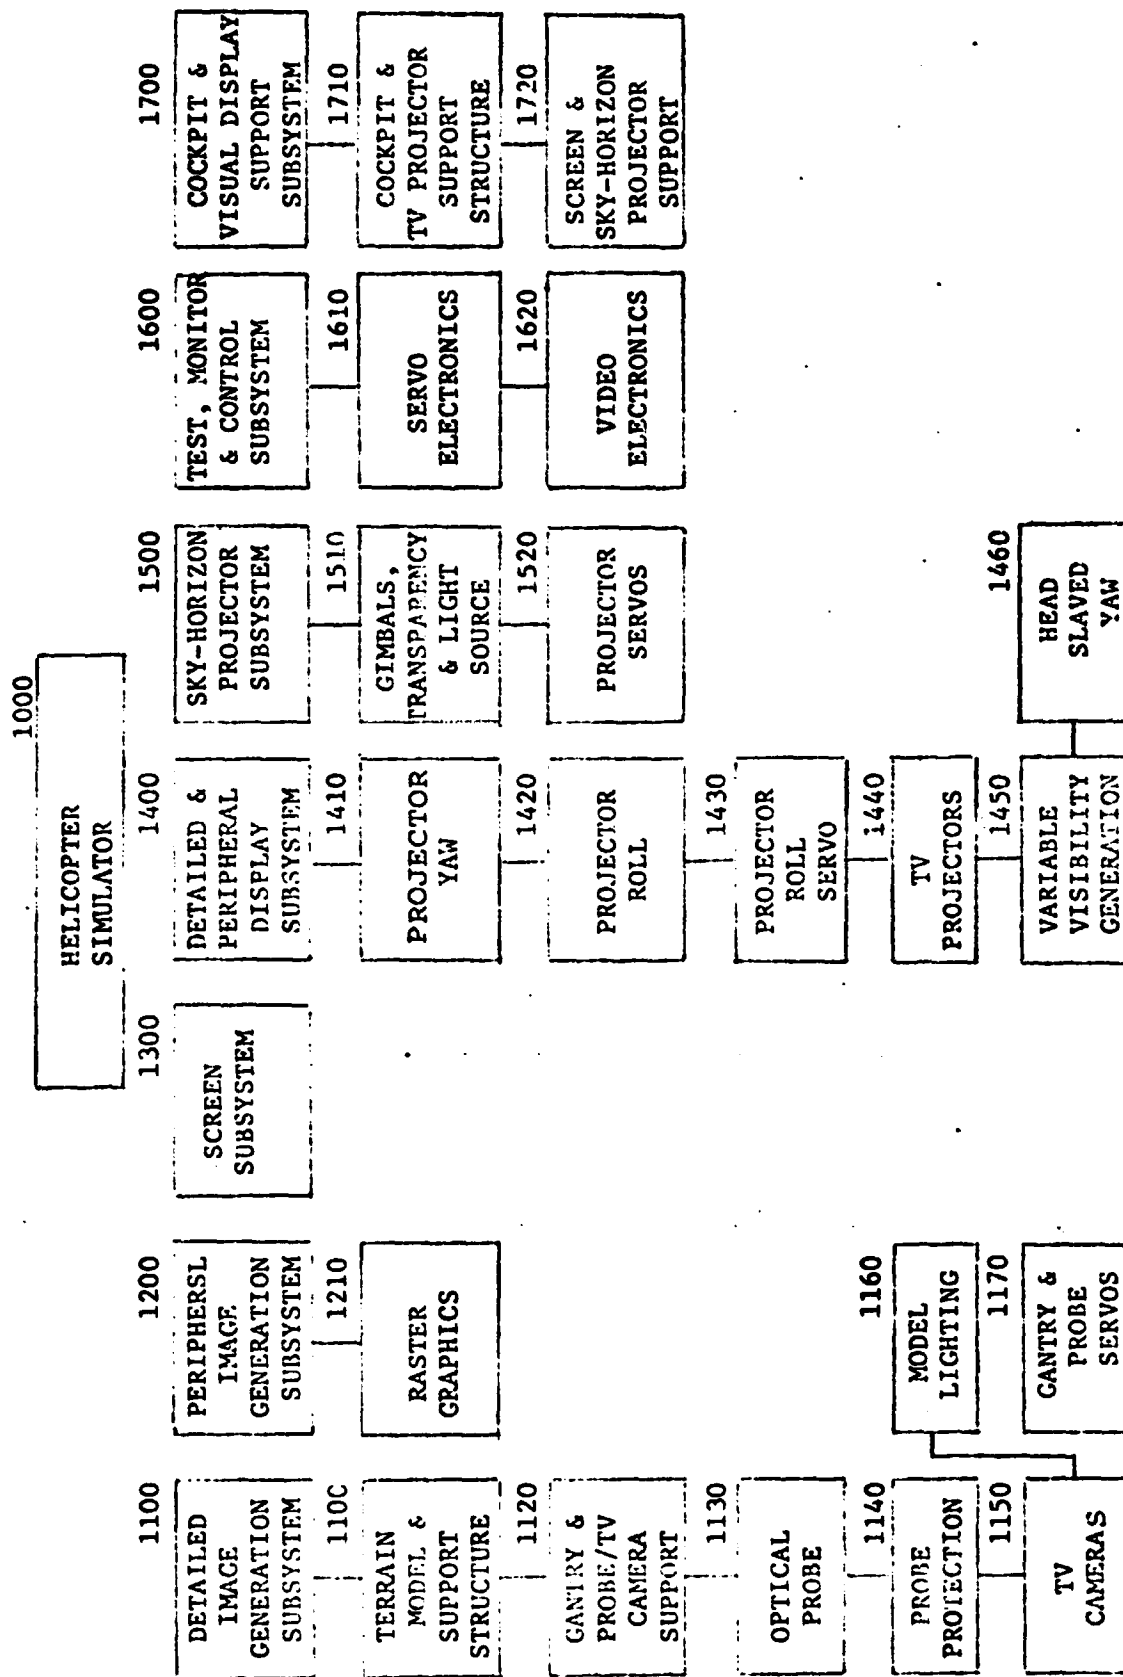 1000
HELICOPTER
SIMULATOR
1100
DETAILED
IMAGE
GENERATION
SUBSYSTEM
110C
TERRAIN
MODEL &
SUPPORT
STRUCTURE
1120
GANTRY &
PROBE/TV
CAMERA
SUPPORT
1130
OPTICAL
PROBE
1140
PROBE
PROTECTION
1150
TV
CAMERAS
1160
MODEL
LIGHTING
1170
GANTRY &
PROBE
SERVOS
1200
PERIPHERSL
IMAGE
GENERATION
SUBSYSTEM
1210
RASTER
GRAPHICS
1300
SCREEN
SUBSYSTEM
1400
DETAILED &
PERIPHERAL
DISPLAY
SUBSYSTEM
1410
PROJECTOR
YAW
1420
PROJECTOR
ROLL
1430
PROJECTOR
ROLL
SERVO
1440
TV
PROJECTORS
1450
VARIABLE
VISIBILITY
GENERATION
1460
HEAD
SLAVED
YAW
1500
SKY-HORIZON
PROJECTOR
SUBSYSTEM
1510
GIMBALS,
TRANSPARENCY
& LIGHT
SOURCE
1520
PROJECTOR
SERVOS
1600
TEST, MONITOR
& CONTROL
SUBSYSTEM
1610
SERVO
ELECTRONICS
1620
VIDEO
ELECTRONICS
1700
COCKPIT &
VISUAL DISPLAY
SUPPORT
SUBSYSTEM
1710
COCKPIT &
TV PROJECTOR
SUPPORT
STRUCTURE
1720
SCREEN &
SKY-HORIZON
PROJECTOR
SUPPORT